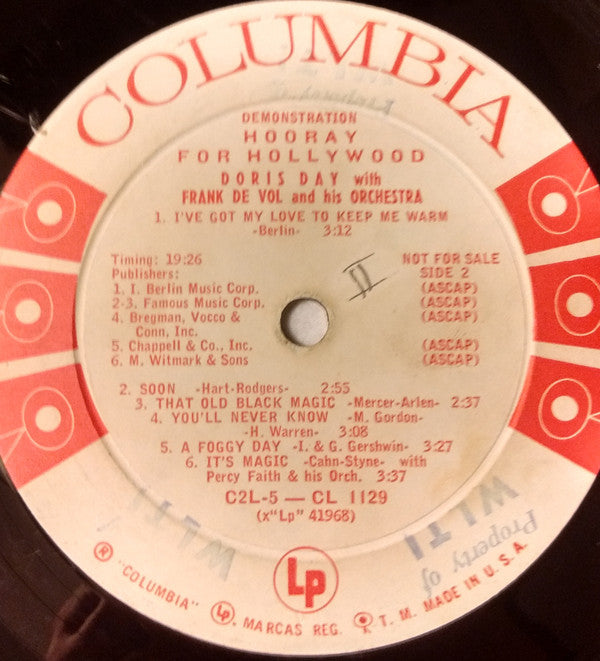 COLUMBIA
DEMONSTRATION
HOORAY
FOR HOLLYWOOD
DORIS DAY with
FRANK DE VOL and his ORCHESTRA
1. I'VE GOT MY LOVE TO KEEP ME WARM
-Berlin- 3:12
Timing: 19:26
NOT FOR SALE
Publishers:
SIDE 2
1. I. Berlin Music Corp. (ASCAP)
2-3. Famous Music Corp. (ASCAP)
4. Bregman, Vocco &
Conn, Inc. (ASCAP)
5. Chappell & Co., Inc. (ASCAP)
6. M. Witmark & Sons (ASCAP)
II
2. SOON -Hart-Rodgers- 2:55
3. THAT OLD BLACK MAGIC -Mercer-Arlen- 2:37
4. YOU'LL NEVER KNOW -M. Gordon-
-H. Warren- 3:08
5. A FOGGY DAY -I. & G. Gershwin- 3:27
6. IT'S MAGIC -Cahn-Styne- with
Percy Faith & his Orch. 3:37
C2L-5 — CL 1129
(x"Lp" 41968)
Lp
® "COLUMBIA" Lp. MARCAS REG. T. M. MADE IN U. S. A.
Property of
WLTI
WLTI